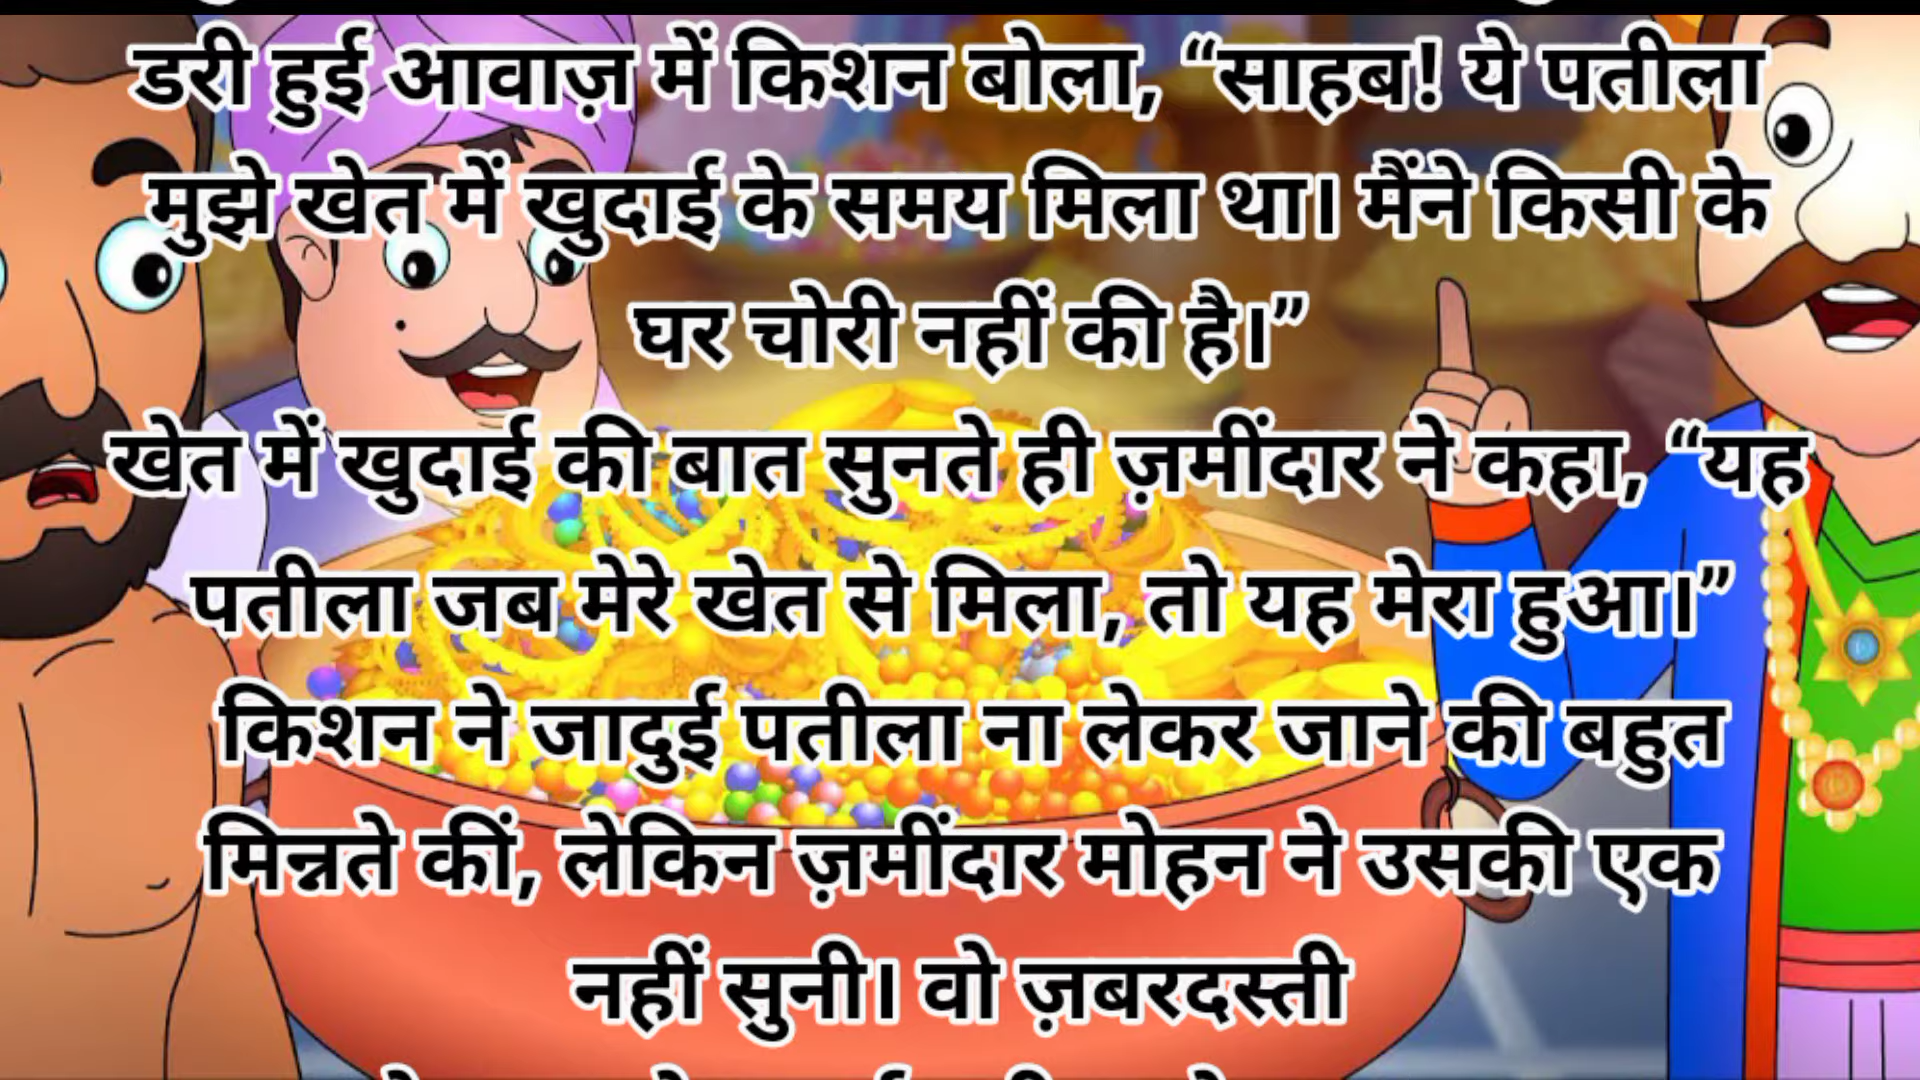 डरी हुई आवाज़ में किशन बोला, “साहब! ये पतीला
मुझे खेत में खुदाई के समय मिला था। मैंने किसी के
घर चोरी नहीं की है।”
खेत में खुदाई की बात सुनते ही ज़मींदार ने कहा, “यह
पतीला जब मेरे खेत से मिला, तो यह मेरा हुआ।”
किशन ने जादुई पतीला ना लेकर जाने की बहुत
मिन्नते कीं, लेकिन ज़मींदार मोहन ने उसकी एक
नहीं सुनी। वो ज़बरदस्ती